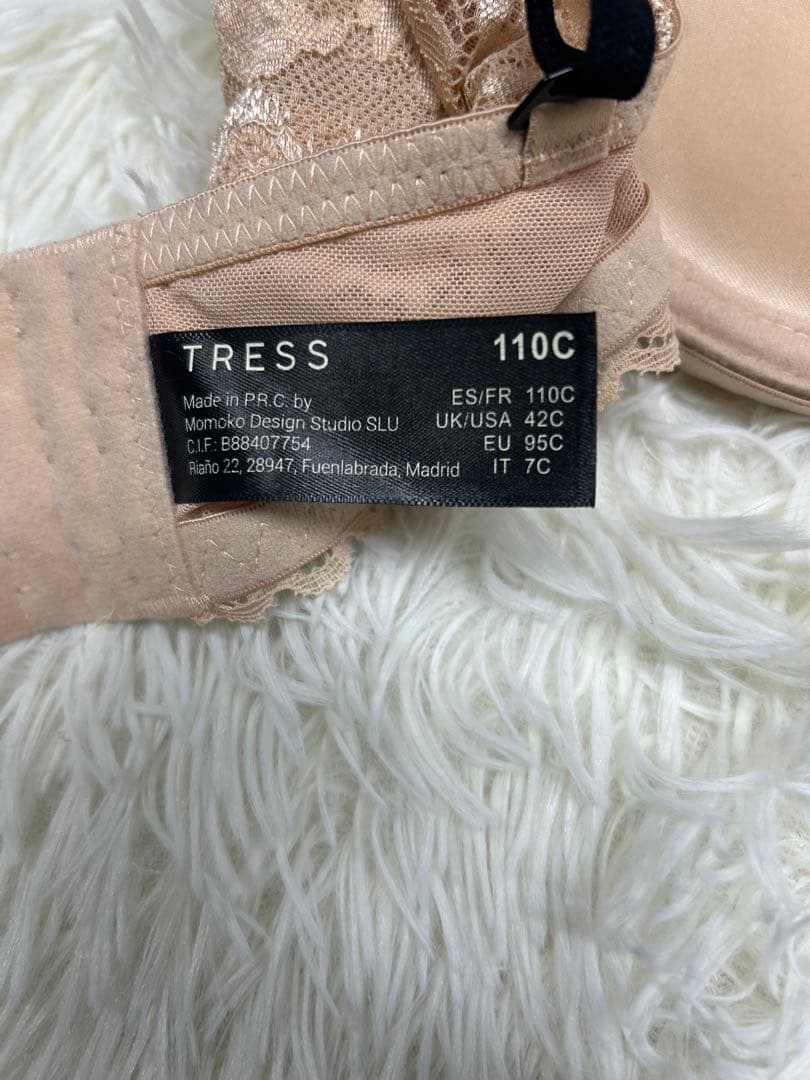 TRESS 110C
Made in P.R.C. by
Momoko Design Studio SLU
C.I.F.: B88407754
Riaño 22, 28947, Fuenlabrada, Madrid
ES/FR 110C
UK/USA 42C
EU 95C
IT 7C